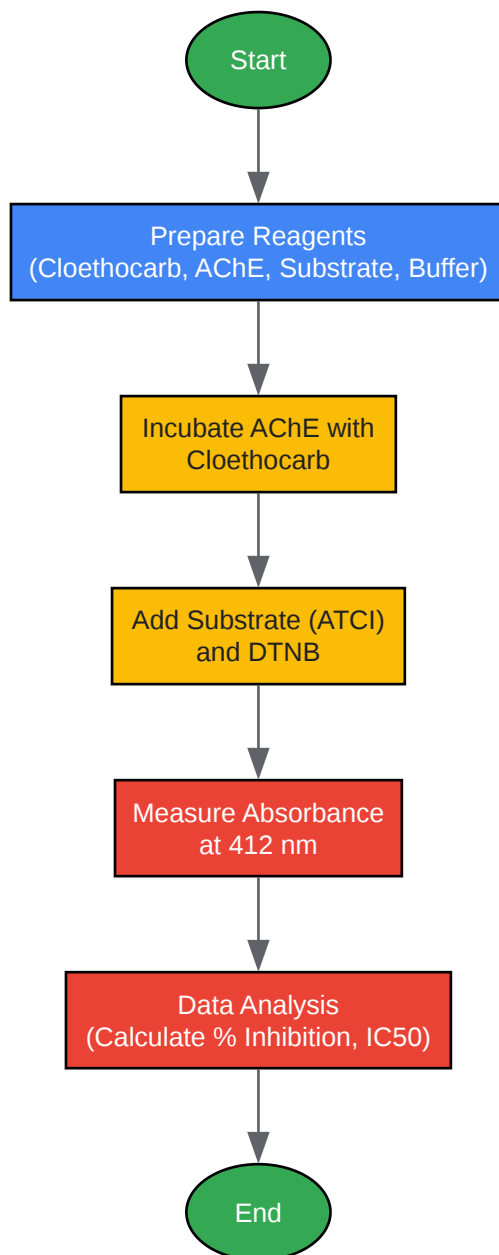 Start
Prepare Reagents
(Cloethocarb, AChE, Substrate, Buffer)
Incubate AChE with
Cloethocarb
Add Substrate (ATCI)
and DTNB
Measure Absorbance
at 412 nm
Data Analysis
(Calculate % Inhibition, IC50)
End